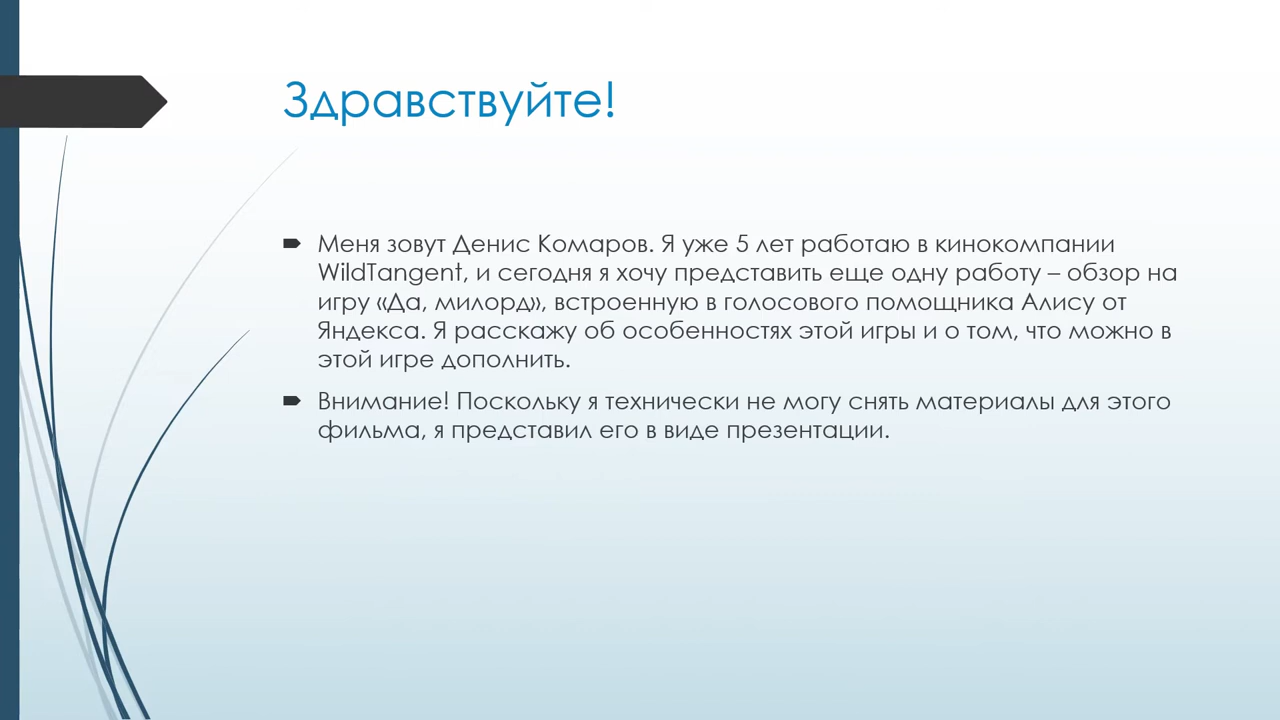 Здравствуйте!
Меня зовут Денис Комаров. Я уже 5 лет работаю в кинокомпании
WildTangent, и сегодня я хочу представить еще одну работу – обзор на
игру «Да, милорд», встроенную в голосового помощника Алису от
Яндекса. Я расскажу об особенностях этой игры и о том, что можно в
этой игре дополнить.
Внимание! Поскольку я технически не могу снять материалы для этого
фильма, я представил его в виде презентации.